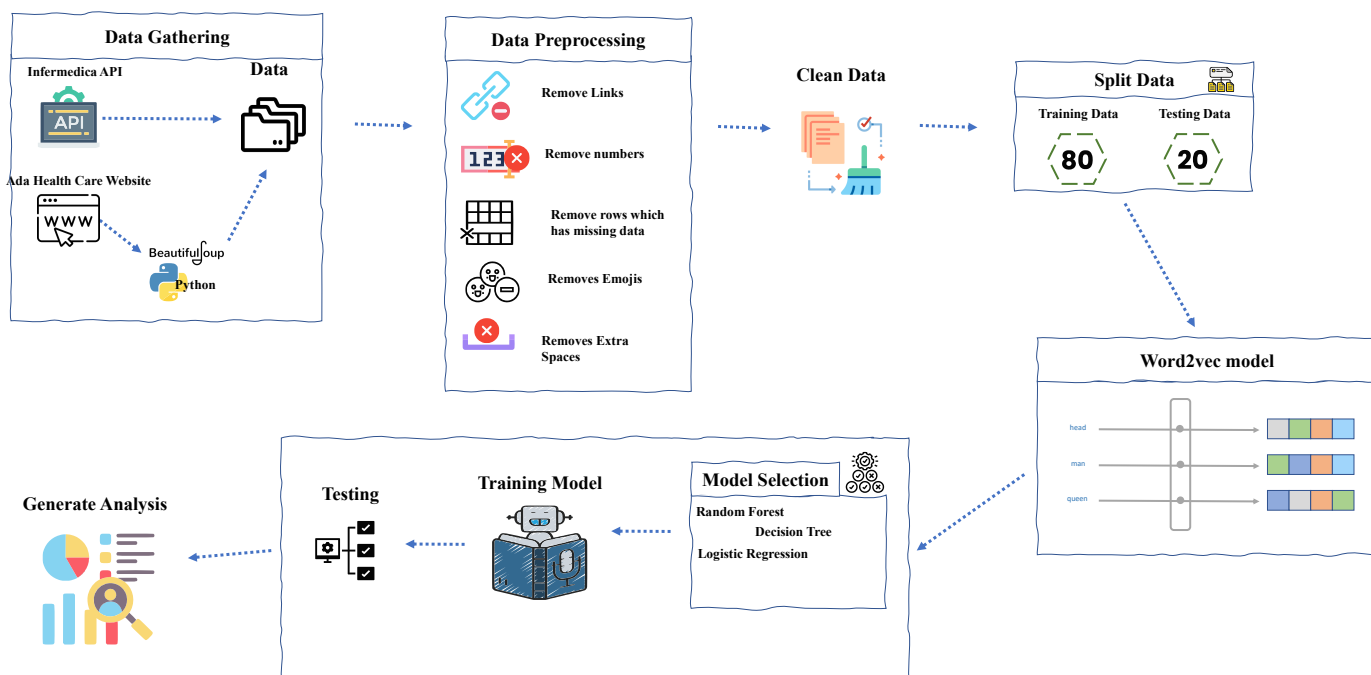 Data Gathering
Infermedica API
Data
API
Ada Health Care Website
WWW
Beautiful Soup
Python
Data Preprocessing
Remove Links
123
Remove numbers
Remove rows which
has missing data
Removes Emojis
Removes Extra
Spaces
Clean Data
Split Data
Training Data
Testing Data
80
20
Word2vec model
head
man
queen
Model Selection
Random Forest
Decision Tree
Logistic Regression
Training Model
Testing
Generate Analysis